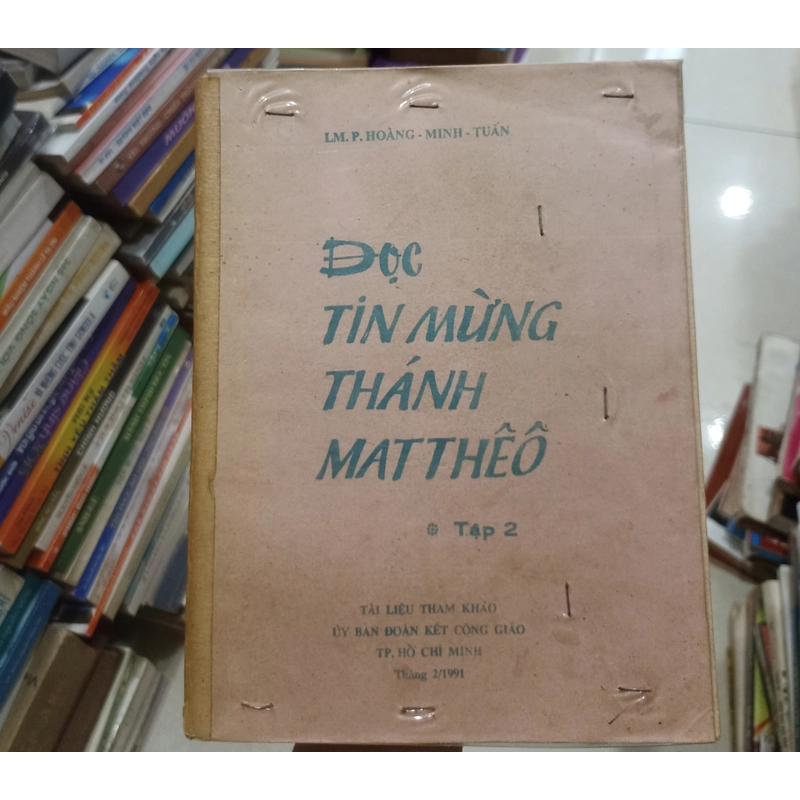 LM. P. HOÀNG - MINH - TUẤN
ĐỌC
TIN MỪNG
THÁNH
MATTHÊÔ
Tập 2
TÀI LIỆU THAM KHẢO
ỦY BAN ĐOÀN KẾT CÔNG GIÁO
TP. HỒ CHÍ MINH
Tháng 2/1991